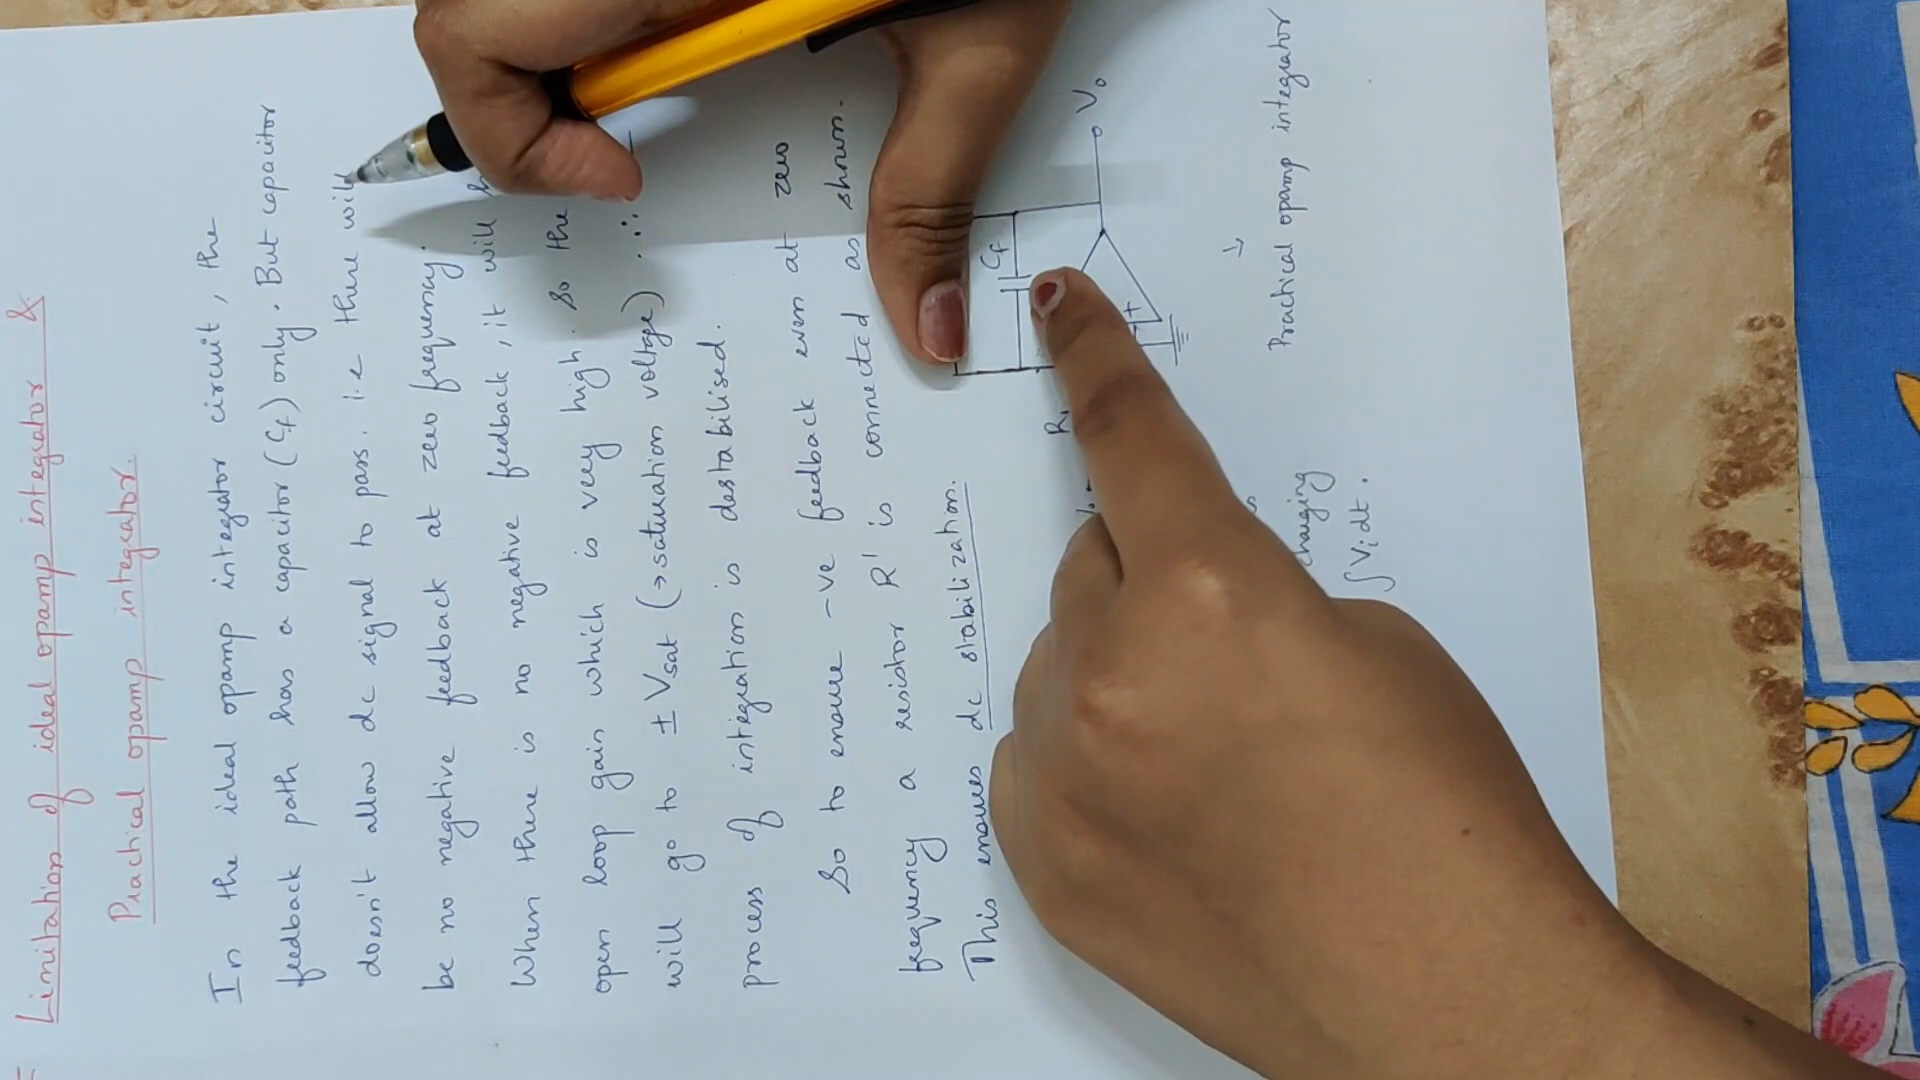 Limitation of ideal opamp integrator &
Practical opamp integrator.
In the ideal opamp integrator circuit, the
feedback path has a capacitor (Cf) only. But capacitor
doesn't allow dc signal to pass. i.e there will
be no negative feedback at zero frequency.
When there is no negative feedback, it will
open loop gain which is very high. So the
will go to ± Vsat (→saturation voltage) ∴
process of integration is destabilised.
So to ensure -ve feedback even at zero
frequency a resistor R' is connected as shown.
This ensures dc stabilization.
Cf
Vo
R1
+
↓
Practical opamp integrator
changing
∫Vidt.